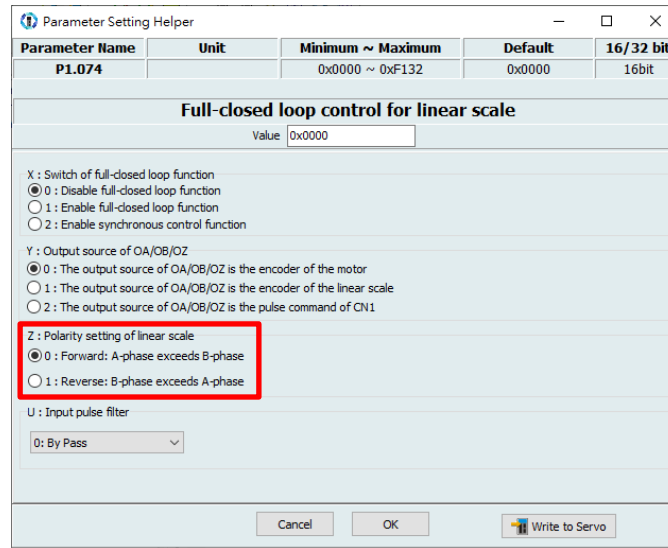 Parameter Setting Helper
Parameter Name Unit Minimum ~ Maximum Default 16/32 bit
P1.074 0x0000 ~ 0xF132 0x0000 16bit
Full-closed loop control for linear scale
Value 0x0000
X : Switch of full-closed loop function
0 : Disable full-closed loop function
1 : Enable full-closed loop function
2 : Enable synchronous control function
Y : Output source of OA/OB/OZ
0 : The output source of OA/OB/OZ is the encoder of the motor
1 : The output source of OA/OB/OZ is the encoder of the linear scale
2 : The output source of OA/OB/OZ is the pulse command of CN1
Z : Polarity setting of linear scale
0 : Forward: A-phase exceeds B-phase
1 : Reverse: B-phase exceeds A-phase
U : Input pulse filter
0: By Pass
Cancel OK Write to Servo